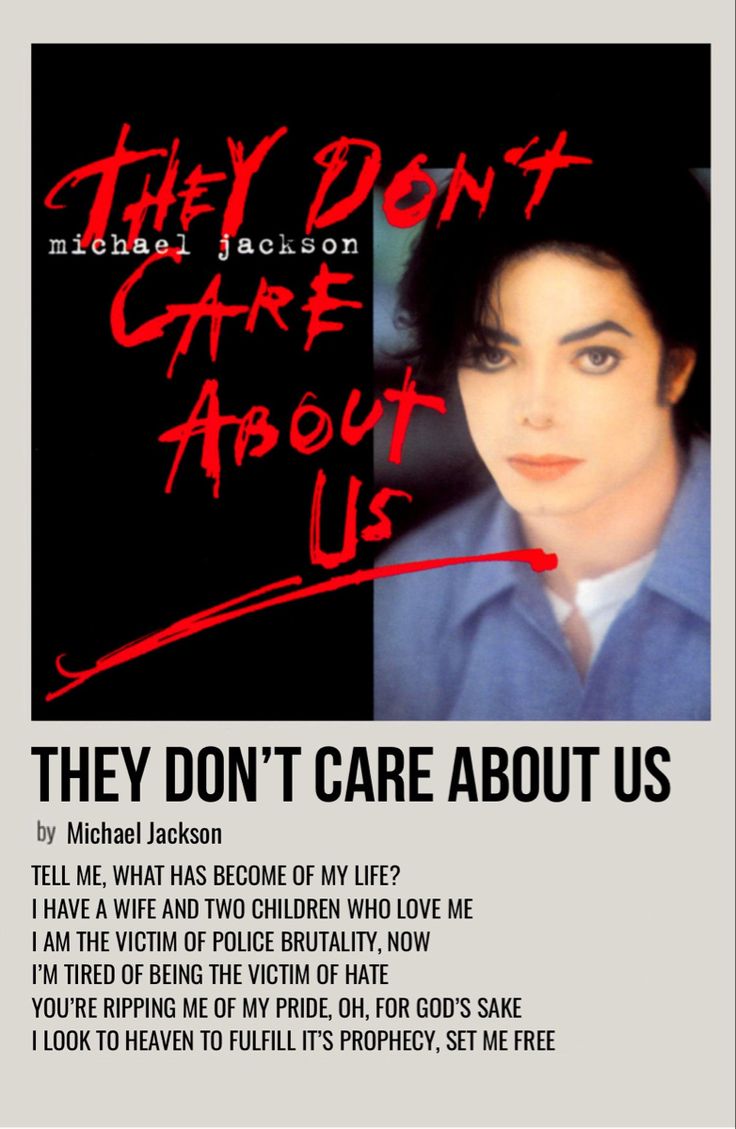 THEY DON'T
michael jackson
CARE
ABOUT
US
THEY DON'T CARE ABOUT US
by Michael Jackson
TELL ME, WHAT HAS BECOME OF MY LIFE?
I HAVE A WIFE AND TWO CHILDREN WHO LOVE ME
I AM THE VICTIM OF POLICE BRUTALITY, NOW
I'M TIRED OF BEING THE VICTIM OF HATE
YOU'RE RIPPING ME OF MY PRIDE, OH, FOR GOD'S SAKE
I LOOK TO HEAVEN TO FULFILL IT'S PROPHECY, SET ME FREE